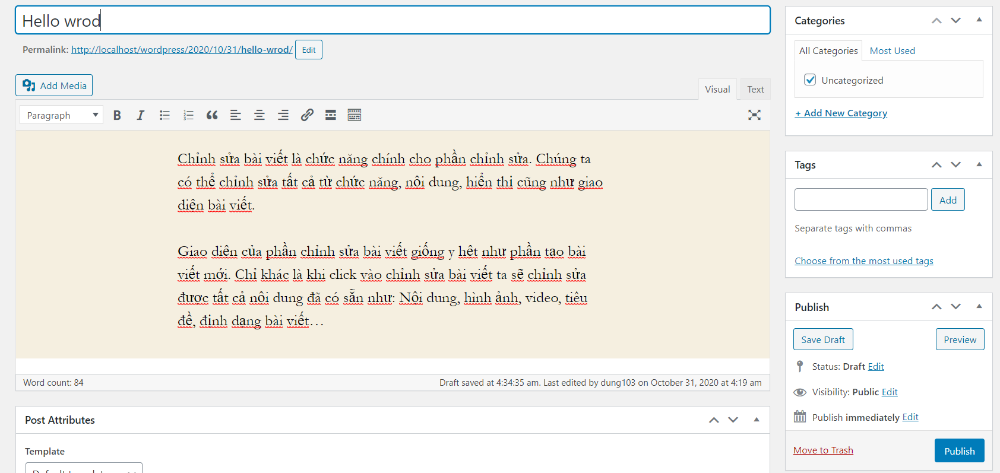 Hello wrod
Permalink: http://localhost/wordpress/2020/10/31/hello-wrod/ Edit
Add Media
Visual Text
Paragraph
Chỉnh sửa bài viết là chức năng chính cho phần chỉnh sửa. Chúng ta
có thể chỉnh sửa tất cả từ chức năng, nội dung, hiển thị cũng như giao
diện bài viết.
Giao diện của phần chỉnh sửa bài viết giống y hệt như phần tạo bài
viết mới. Chỉ khác là khi click vào chỉnh sửa bài viết ta sẽ chỉnh sửa
được tất cả nội dung đã có sẵn như: Nội dung, hình ảnh, video, tiêu
đề, định dạng bài viết…
Word count: 84
Draft saved at 4:34:35 am. Last edited by dung103 on October 31, 2020 at 4:19 am
Post Attributes
Template
Categories
All Categories Most Used
Uncategorized
+ Add New Category
Tags
Add
Separate tags with commas
Choose from the most used tags
Publish
Save Draft Preview
Status: Draft Edit
Visibility: Public Edit
Publish immediately Edit
Move to Trash Publish